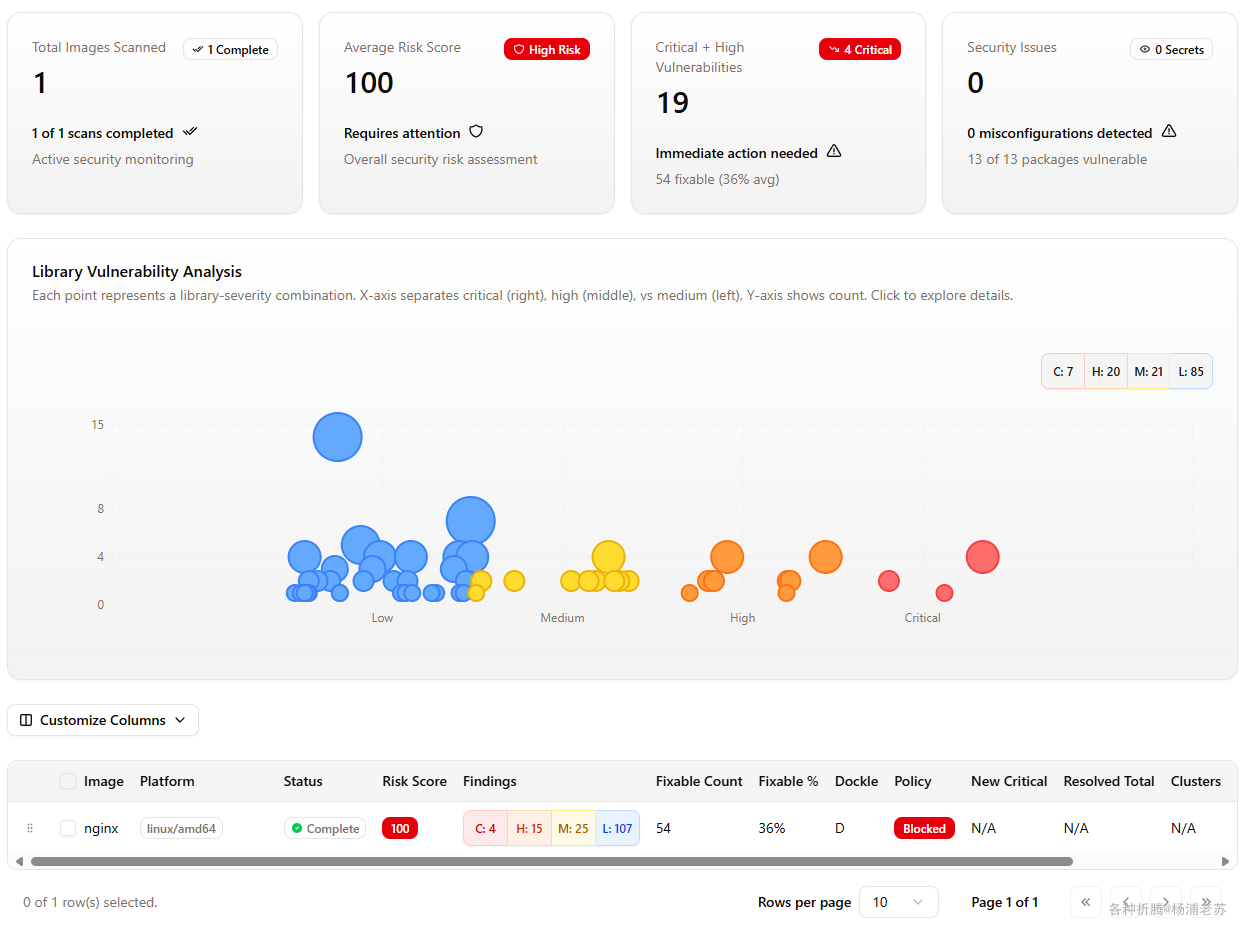 Total Images Scanned
1 Complete
1
1 of 1 scans completed
Active security monitoring
Average Risk Score
High Risk
100
Requires attention
Overall security risk assessment
Critical + High
Vulnerabilities
4 Critical
19
Immediate action needed
54 fixable (36% avg)
Security Issues
0 Secrets
0
0 misconfigurations detected
13 of 13 packages vulnerable
Library Vulnerability Analysis
Each point represents a library-severity combination. X-axis separates critical (right), high (middle), vs medium (left), Y-axis shows count. Click to explore details.
C: 7 H: 20 M: 21 L: 85
15
8
4
0
Low Medium High Critical
Customize Columns
Image Platform Status Risk Score Findings Fixable Count Fixable % Dockle Policy New Critical Resolved Total Clusters
nginx linux/amd64 Complete 100 C: 4 H: 15 M: 25 L: 107 54 36% D Blocked N/A N/A N/A
0 of 1 row(s) selected. Rows per page 10 Page 1 of 1
各种折腾@杨浦老苏